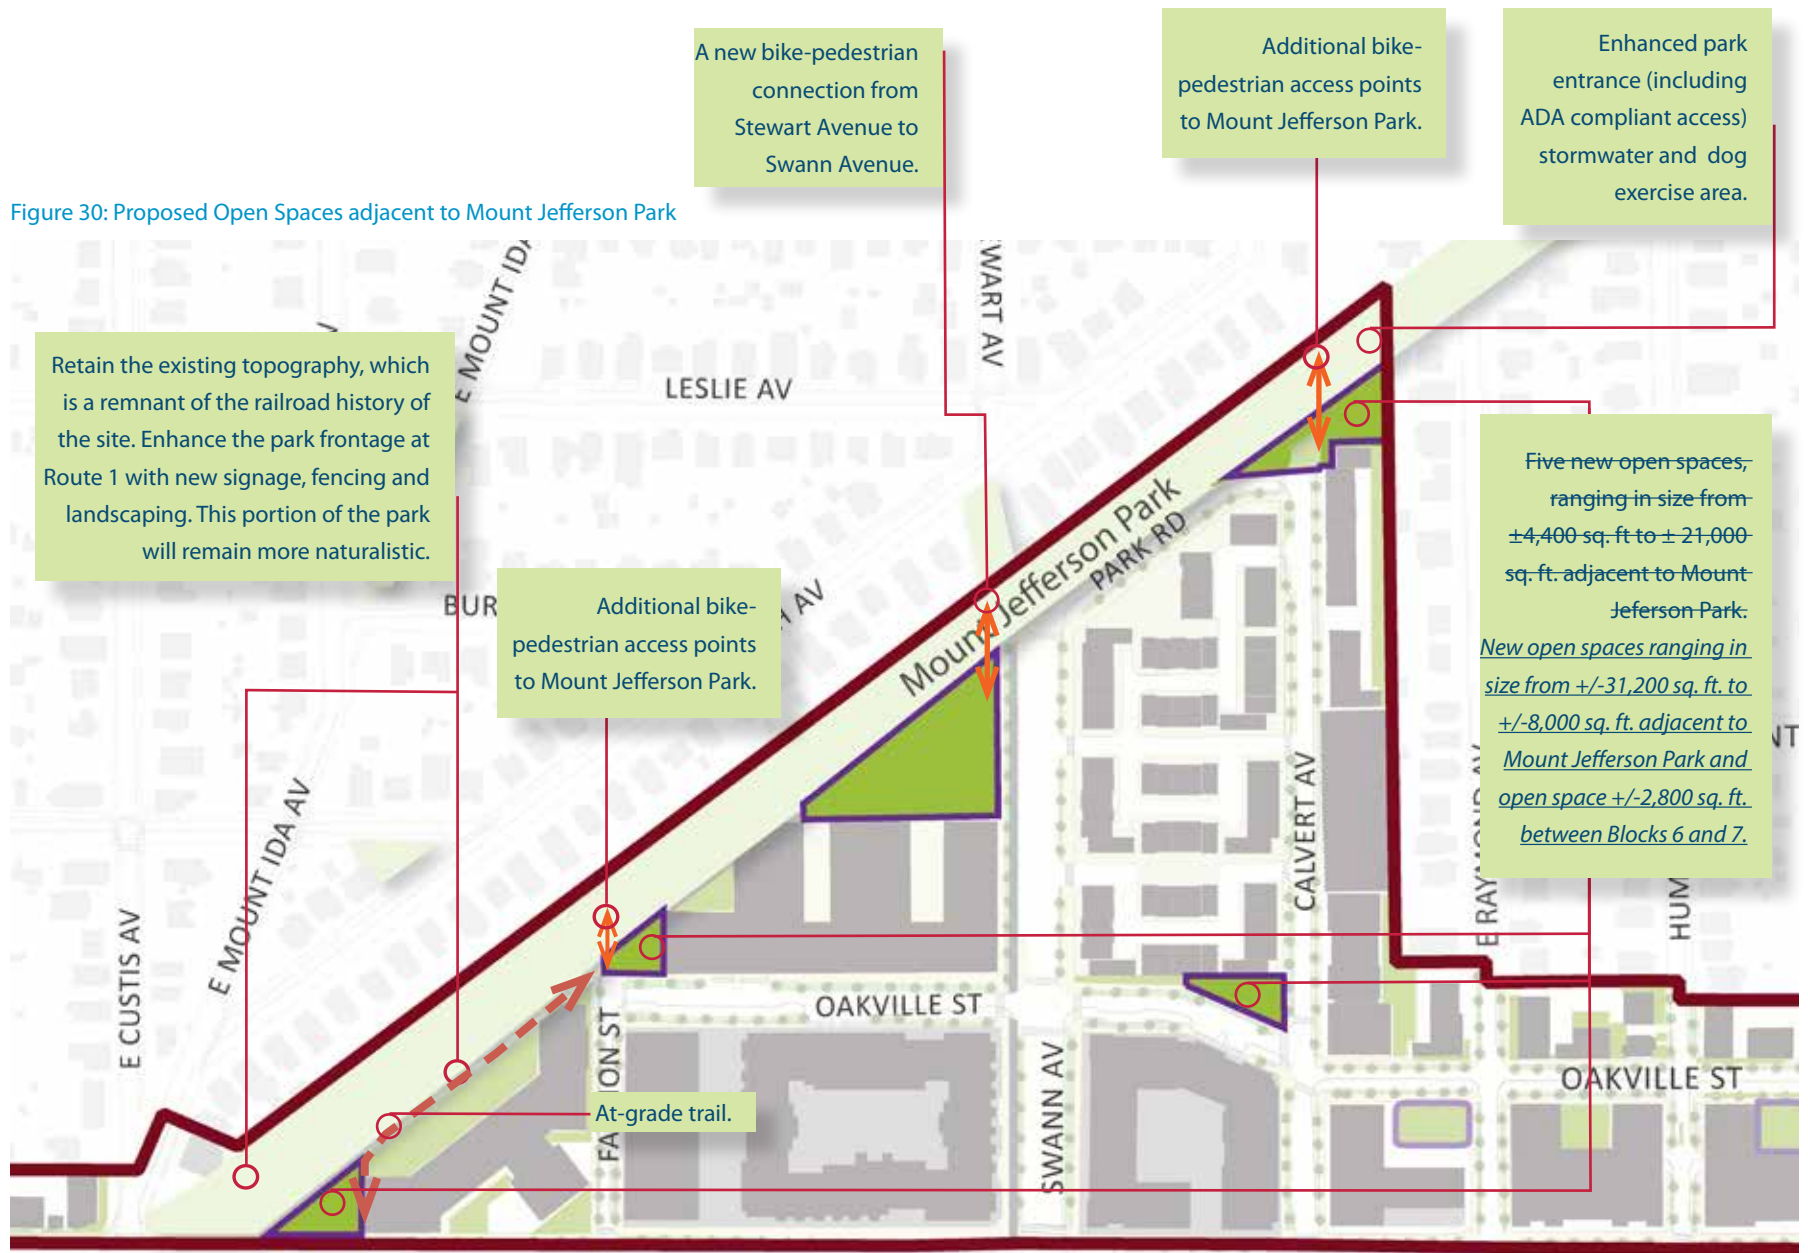 A new bike-pedestrian
connection from
Stewart Avenue to
Swann Avenue.
Additional bike-
pedestrian access points
to Mount Jefferson Park.
Enhanced park
entrance (including
ADA compliant access)
stormwater and dog
exercise area.
Figure 30: Proposed Open Spaces adjacent to Mount Jefferson Park
Retain the existing topography, which
is a remnant of the railroad history of
the site. Enhance the park frontage at
Route 1 with new signage, fencing and
landscaping. This portion of the park
will remain more naturalistic.
E MOUNT IDA
WART AV
LESLIE AV
Five new open spaces,
ranging in size from
±4,400 sq. ft to ± 21,000
sq. ft. adjacent to Mount
Jeferson Park.
New open spaces ranging in
size from +/-31,200 sq. ft. to
+/-8,000 sq. ft. adjacent to
Mount Jefferson Park and
open space +/-2,800 sq. ft.
between Blocks 6 and 7.
Mount Jefferson Park
PARK RD
BUR
AV
Additional bike-
pedestrian access points
to Mount Jefferson Park.
E MOUNT IDA AV
E CUSTIS AV
CALVERT AV
E RAYMOND AV
HUM
NT
OAKVILLE ST
FA
ION ST
SWANN AV
OAKVILLE ST
At-grade trail.